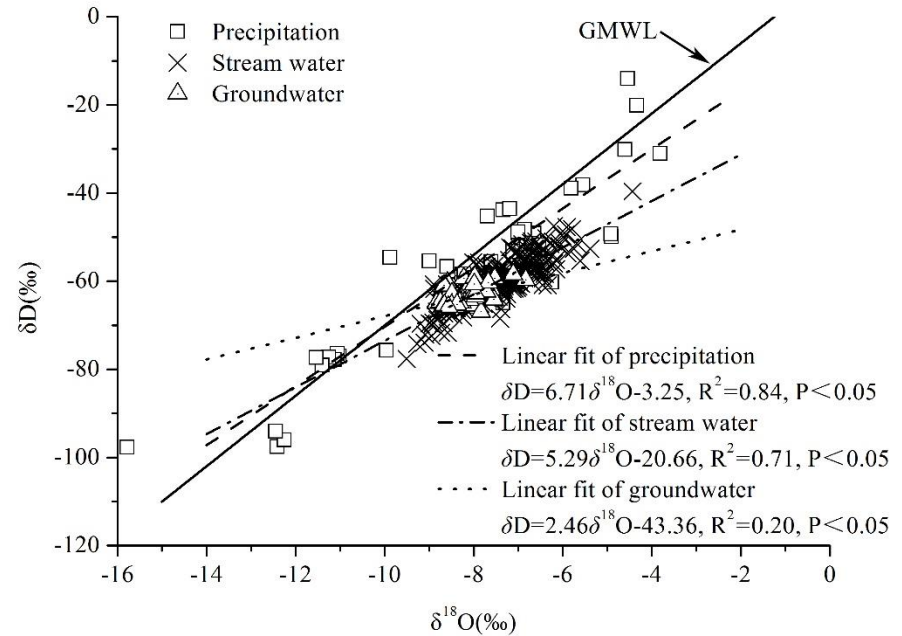 Precipitation
Stream water
Groundwater
GMWL
0
-20
-40
-60
-80
-100
-120
δD(‰)
Linear fit of precipitation
δD=6.71δ¹⁸O-3.25, R²=0.84, P＜0.05
Linear fit of stream water
δD=5.29δ¹⁸O-20.66, R²=0.71, P＜0.05
Linear fit of groundwater
δD=2.46δ¹⁸O-43.36, R²=0.20, P＜0.05
-16 -14 -12 -10 -8 -6 -4 -2 0
δ¹⁸O(‰)